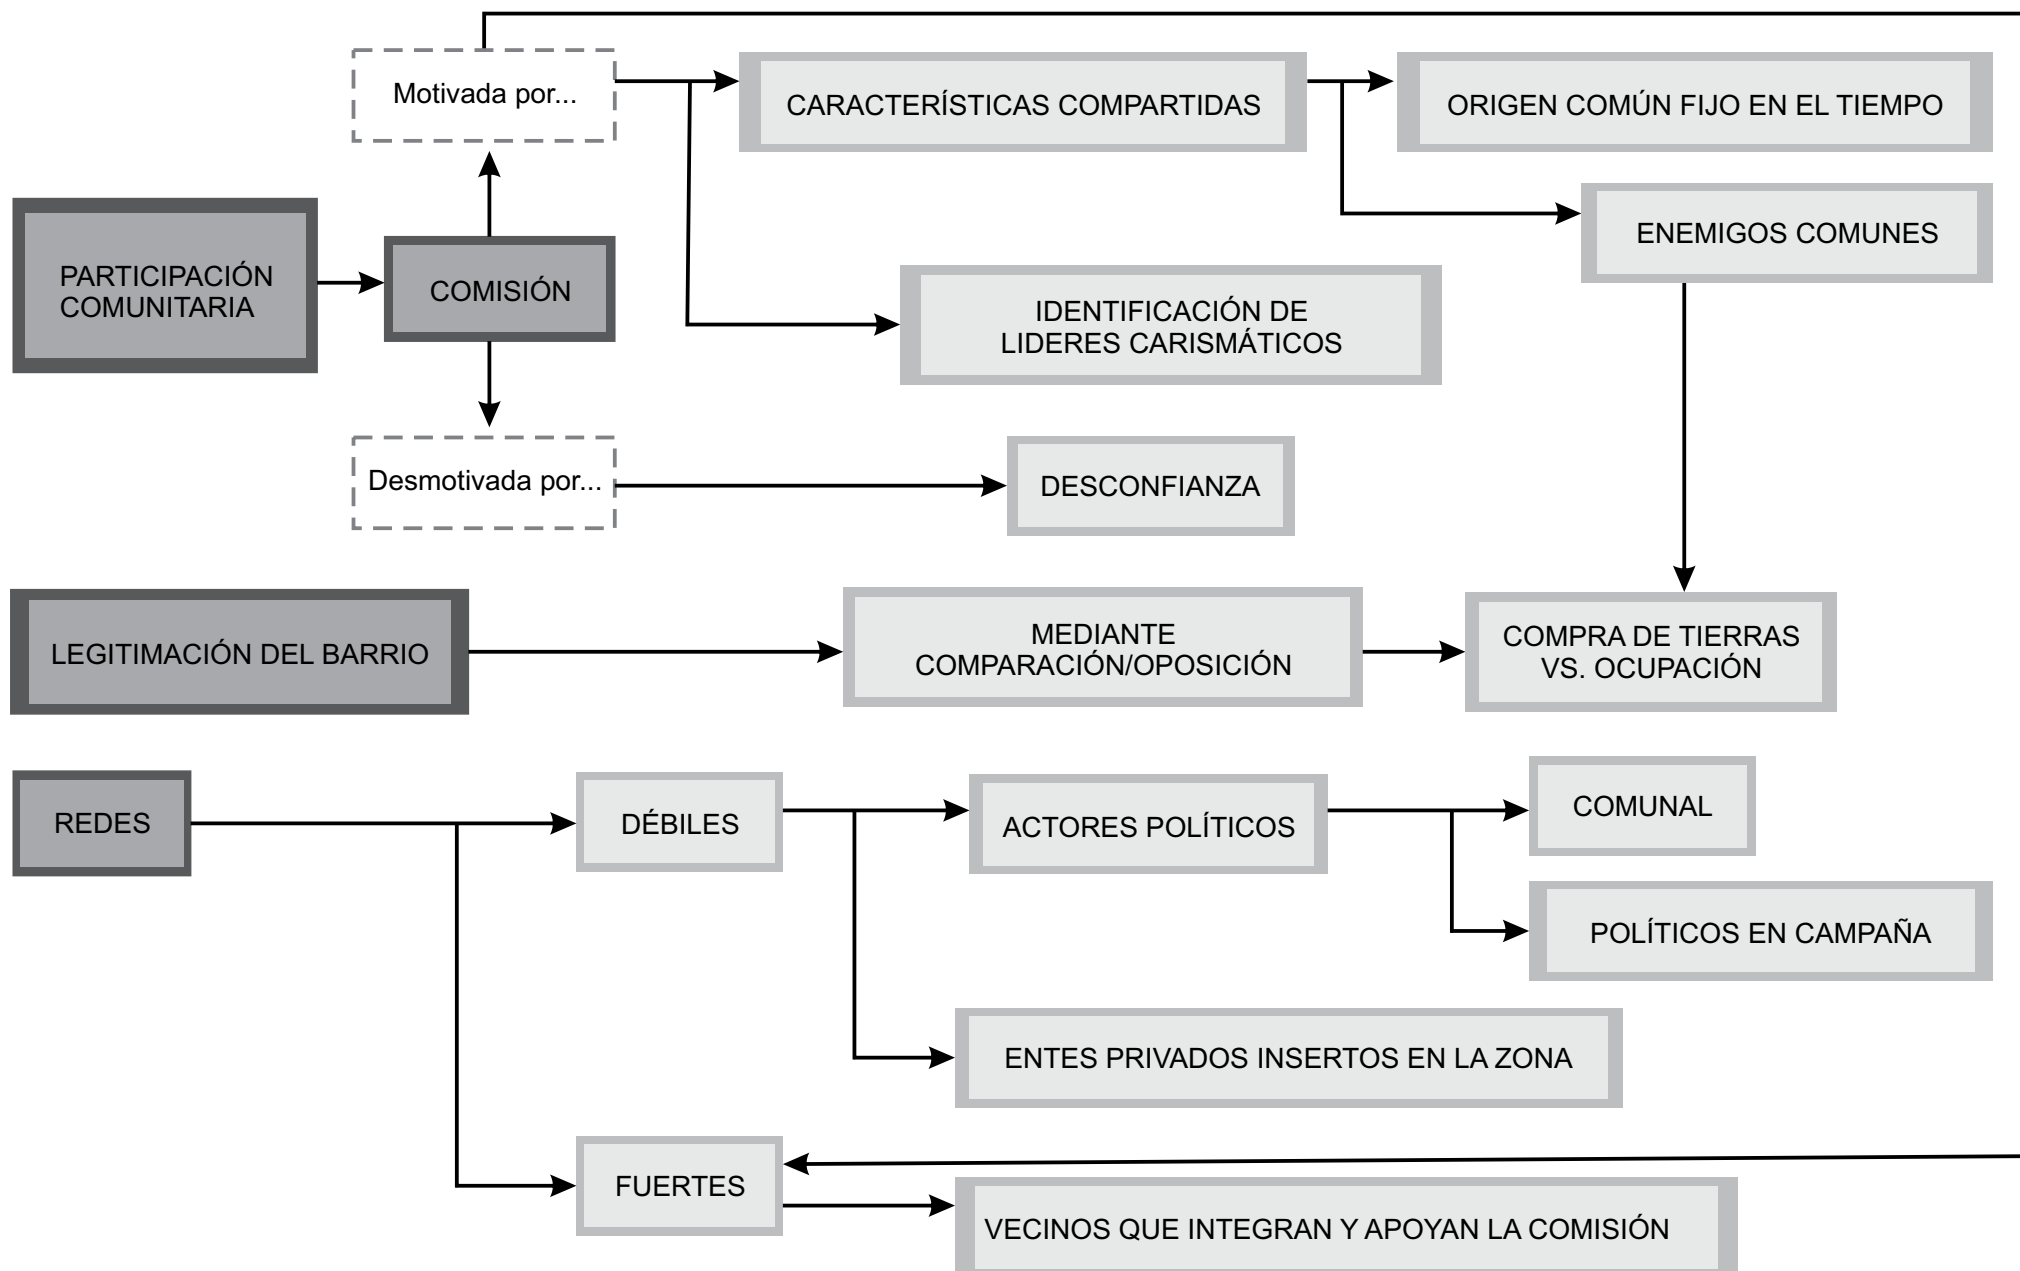 Motivada por...
CARACTERÍSTICAS COMPARTIDAS
ORIGEN COMÚN FIJO EN EL TIEMPO
ENEMIGOS COMUNES
PARTICIPACIÓN
COMUNITARIA
COMISIÓN
IDENTIFICACIÓN DE
LIDERES CARISMÁTICOS
Desmotivada por...
DESCONFIANZA
LEGITIMACIÓN DEL BARRIO
MEDIANTE
COMPARACIÓN/OPOSICIÓN
COMPRA DE TIERRAS
VS. OCUPACIÓN
REDES
DÉBILES
ACTORES POLÍTICOS
COMUNAL
POLÍTICOS EN CAMPAÑA
ENTES PRIVADOS INSERTOS EN LA ZONA
FUERTES
VECINOS QUE INTEGRAN Y APOYAN LA COMISIÓN